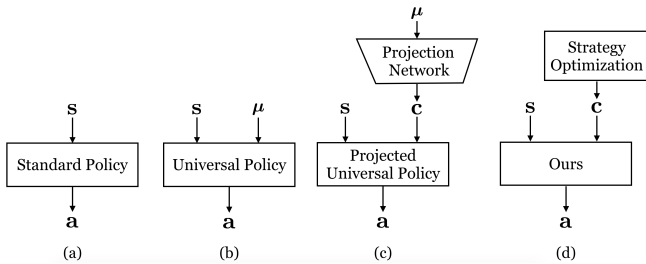 μ
Projection
Network
Strategy
Optimization
s
s
μ
s
c
s
c
Standard Policy
Universal Policy
Projected
Universal Policy
Ours
a
a
a
a
(a)
(b)
(c)
(d)